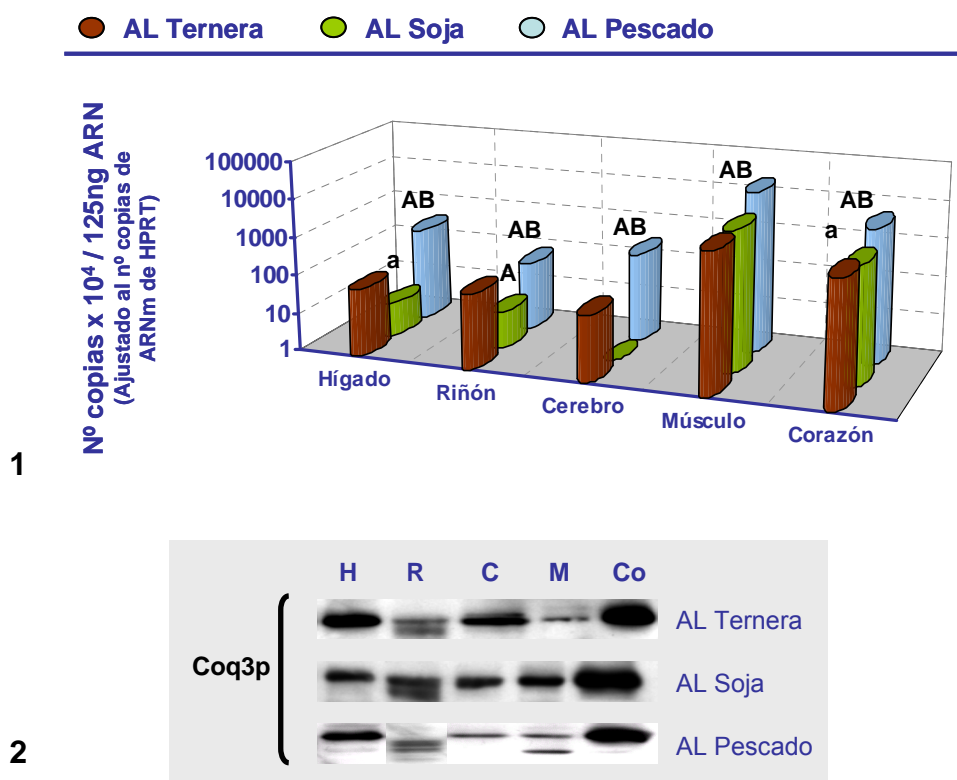 AL Ternera AL Soja AL Pescado
Nº copias x 10⁴ / 125ng ARN
(Ajustado al nº copias de
ARNm de HPRT)
100000
10000
1000
100
10
1
a AB
A AB
AB
AB
a AB
Hígado
Riñón
Cerebro
Músculo
Corazón
1
H R C M Co
Coq3p
AL Ternera
AL Soja
AL Pescado
2